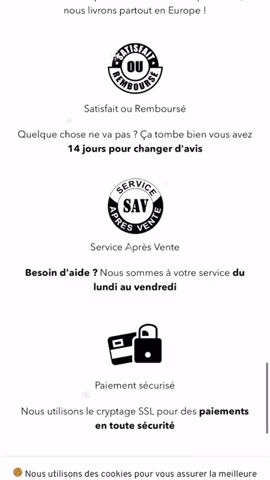 nous livrons partout en Europe !
SATISFAIT
OU
REMBOURSÉ
Satisfait ou Remboursé
Quelque chose ne va pas ? Ça tombe bien vous avez
14 jours pour changer d'avis
SERVICE
SAV
APRÈS VENTE
Service Après Vente
Besoin d'aide ? Nous sommes à votre service du
lundi au vendredi
Paiement sécurisé
Nous utilisons le cryptage SSL pour des paiements
en toute sécurité
Nous utilisons des cookies pour vous assurer la meilleure